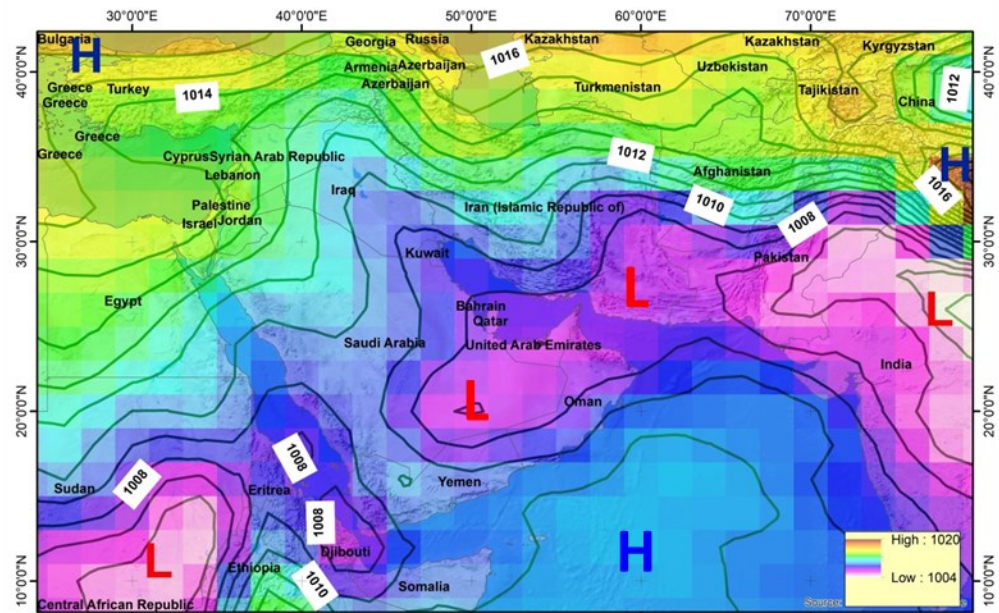 30°0'0"E 40°0'0"E 50°0'0"E 60°0'0"E 70°0'0"E
Bulgaria
H
Georgia
Russia
Kazakhstan
Kazakhstan
Kyrgyzstan
1016
40°0'0"N
Armenia
Azerbaijan
Uzbekistan
40°0'0"N
Greece
Turkey
1014
Azerbaijan
Turkmenistan
Tajikistan
1012
Greece
China
Greece
Greece
Cyprus
Syrian Arab Republic
1012
H
Lebanon
Afghanistan
Iraq
1016
Palestine
Iran (Islamic Republic of)
1010
Israel
Jordan
1008
30°0'0"N
30°0'0"N
Kuwait
Pakistan
L
Egypt
Bahrain
L
Qatar
Saudi Arabia
United Arab Emirates
India
L
Oman
20°0'0"N
20°0'0"N
1008
Sudan
1008
Eritrea
Yemen
1008
L
Djibouti
H
High : 1020
Ethiopia
1010
Somalia
Low : 1004
10°0'0"N
10°0'0"N
Central African Republic
Source: